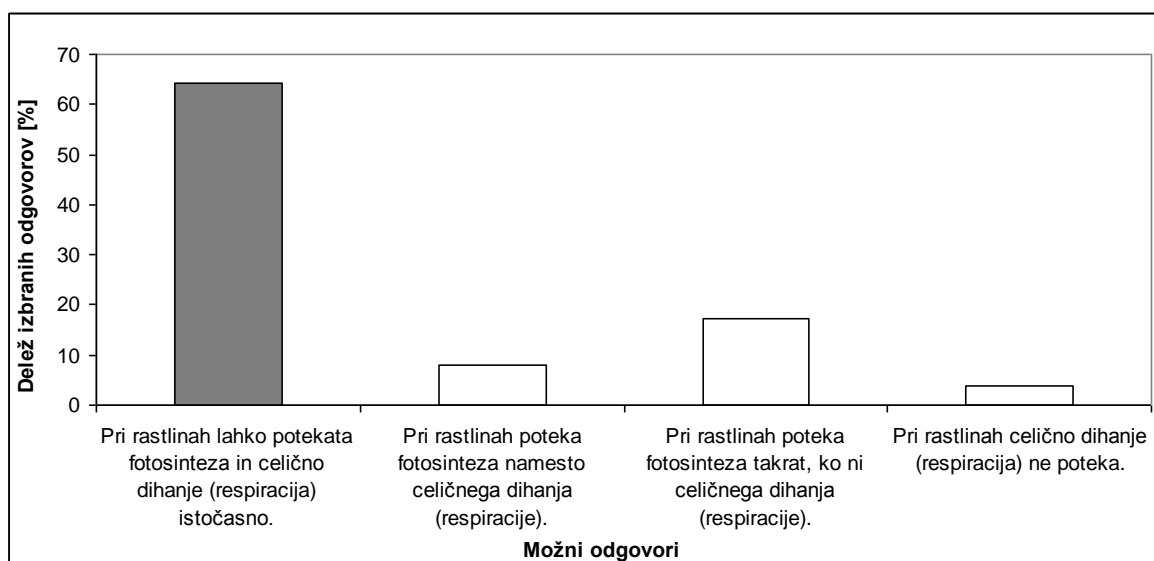 Delež izbranih odgovorov [%]
70
60
50
40
30
20
10
0
Pri rastlinah lahko potekata
fotosinteza in celično
dihanje (respiracija)
istočasno.
Pri rastlinah poteka
fotosinteza namesto
celičnega dihanja
(respiracije).
Pri rastlinah poteka
fotosinteza takrat, ko ni
celičnega dihanja
(respiracije).
Pri rastlinah celično dihanje
(respiracija) ne poteka.
Možni odgovori